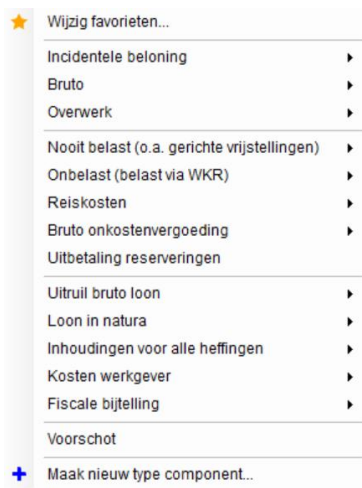 Wijzig favorieten...
Incidentele beloning
Bruto
Overwerk
Nooit belast (o.a. gerichte vrijstellingen)
Onbelast (belast via WKR)
Reiskosten
Bruto onkostenvergoeding
Uitbetaling reserveringen
Uitruil bruto loon
Loon in natura
Inhoudingen voor alle heffingen
Kosten werkgever
Fiscale bijtelling
Voorschot
Maak nieuw type component...